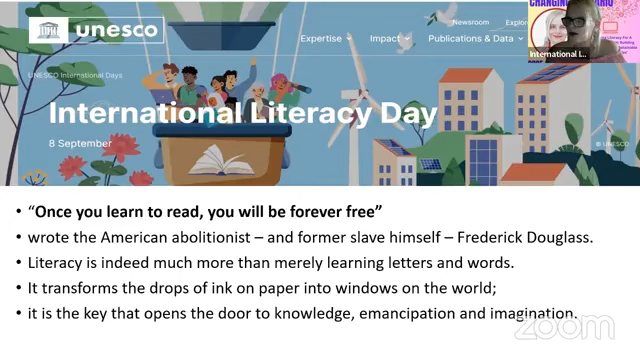 unesco
Newsroom Explore
Expertise Impact Publications & Data
UNESCO International Days
International Literacy Day
8 September
© UNESCO
International L...
• “Once you learn to read, you will be forever free”
• wrote the American abolitionist – and former slave himself – Frederick Douglass.
• Literacy is indeed much more than merely learning letters and words.
• It transforms the drops of ink on paper into windows on the world;
• it is the key that opens the door to knowledge, emancipation and imagination.
zoom